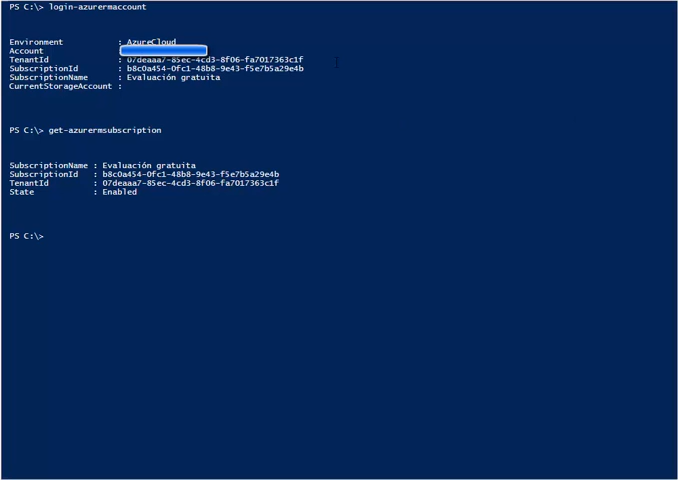 PS C:\> login-azurermaccount
Environment : AzureCloud
Account :
TenantId : 07deaaa7-85ec-4cd3-8f06-fa7017363c1f
SubscriptionId : b8c0a454-0fc1-48b8-9e43-f5e7b5a29e4b
SubscriptionName : Evaluación gratuita
CurrentStorageAccount :
PS C:\> get-azurermsubscription
SubscriptionName : Evaluación gratuita
SubscriptionId : b8c0a454-0fc1-48b8-9e43-f5e7b5a29e4b
TenantId : 07deaaa7-85ec-4cd3-8f06-fa7017363c1f
State : Enabled
PS C:\>